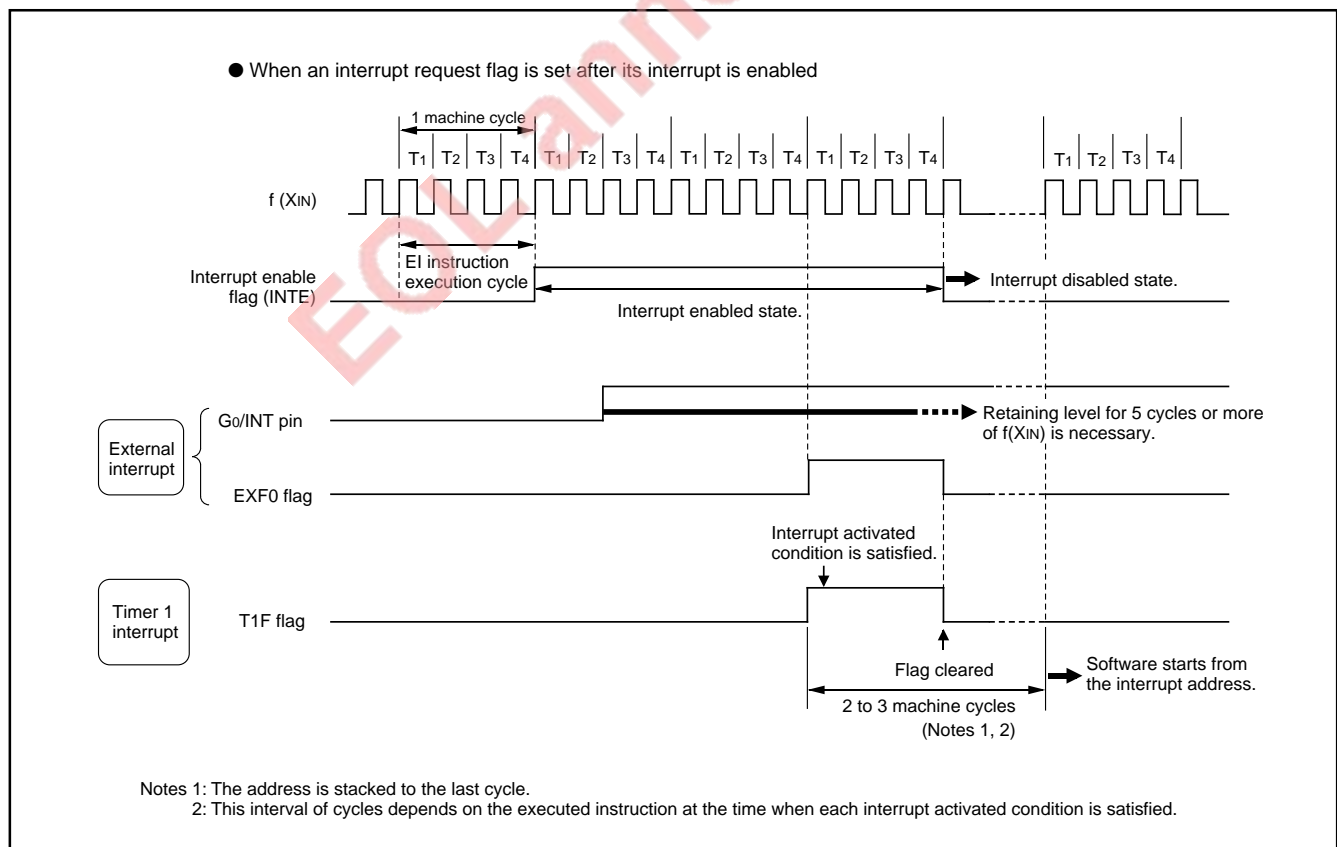 EOL ann
● When an interrupt request flag is set after its interrupt is enabled
1 machine cycle
T1 T2 T3 T4 T1 T2 T3 T4 T1 T2 T3 T4 T1 T2 T3 T4 T1 T2 T3 T4
f (XIN)
EI instruction
execution cycle
Interrupt enable
flag (INTE)
Interrupt enabled state.
Interrupt disabled state.
G0/INT pin
Retaining level for 5 cycles or more
of f(XIN) is necessary.
External
interrupt
EXF0 flag
Interrupt activated
condition is satisfied.
Timer 1
interrupt
T1F flag
Flag cleared
Software starts from
the interrupt address.
2 to 3 machine cycles
(Notes 1, 2)
Notes 1: The address is stacked to the last cycle.
2: This interval of cycles depends on the executed instruction at the time when each interrupt activated condition is satisfied.